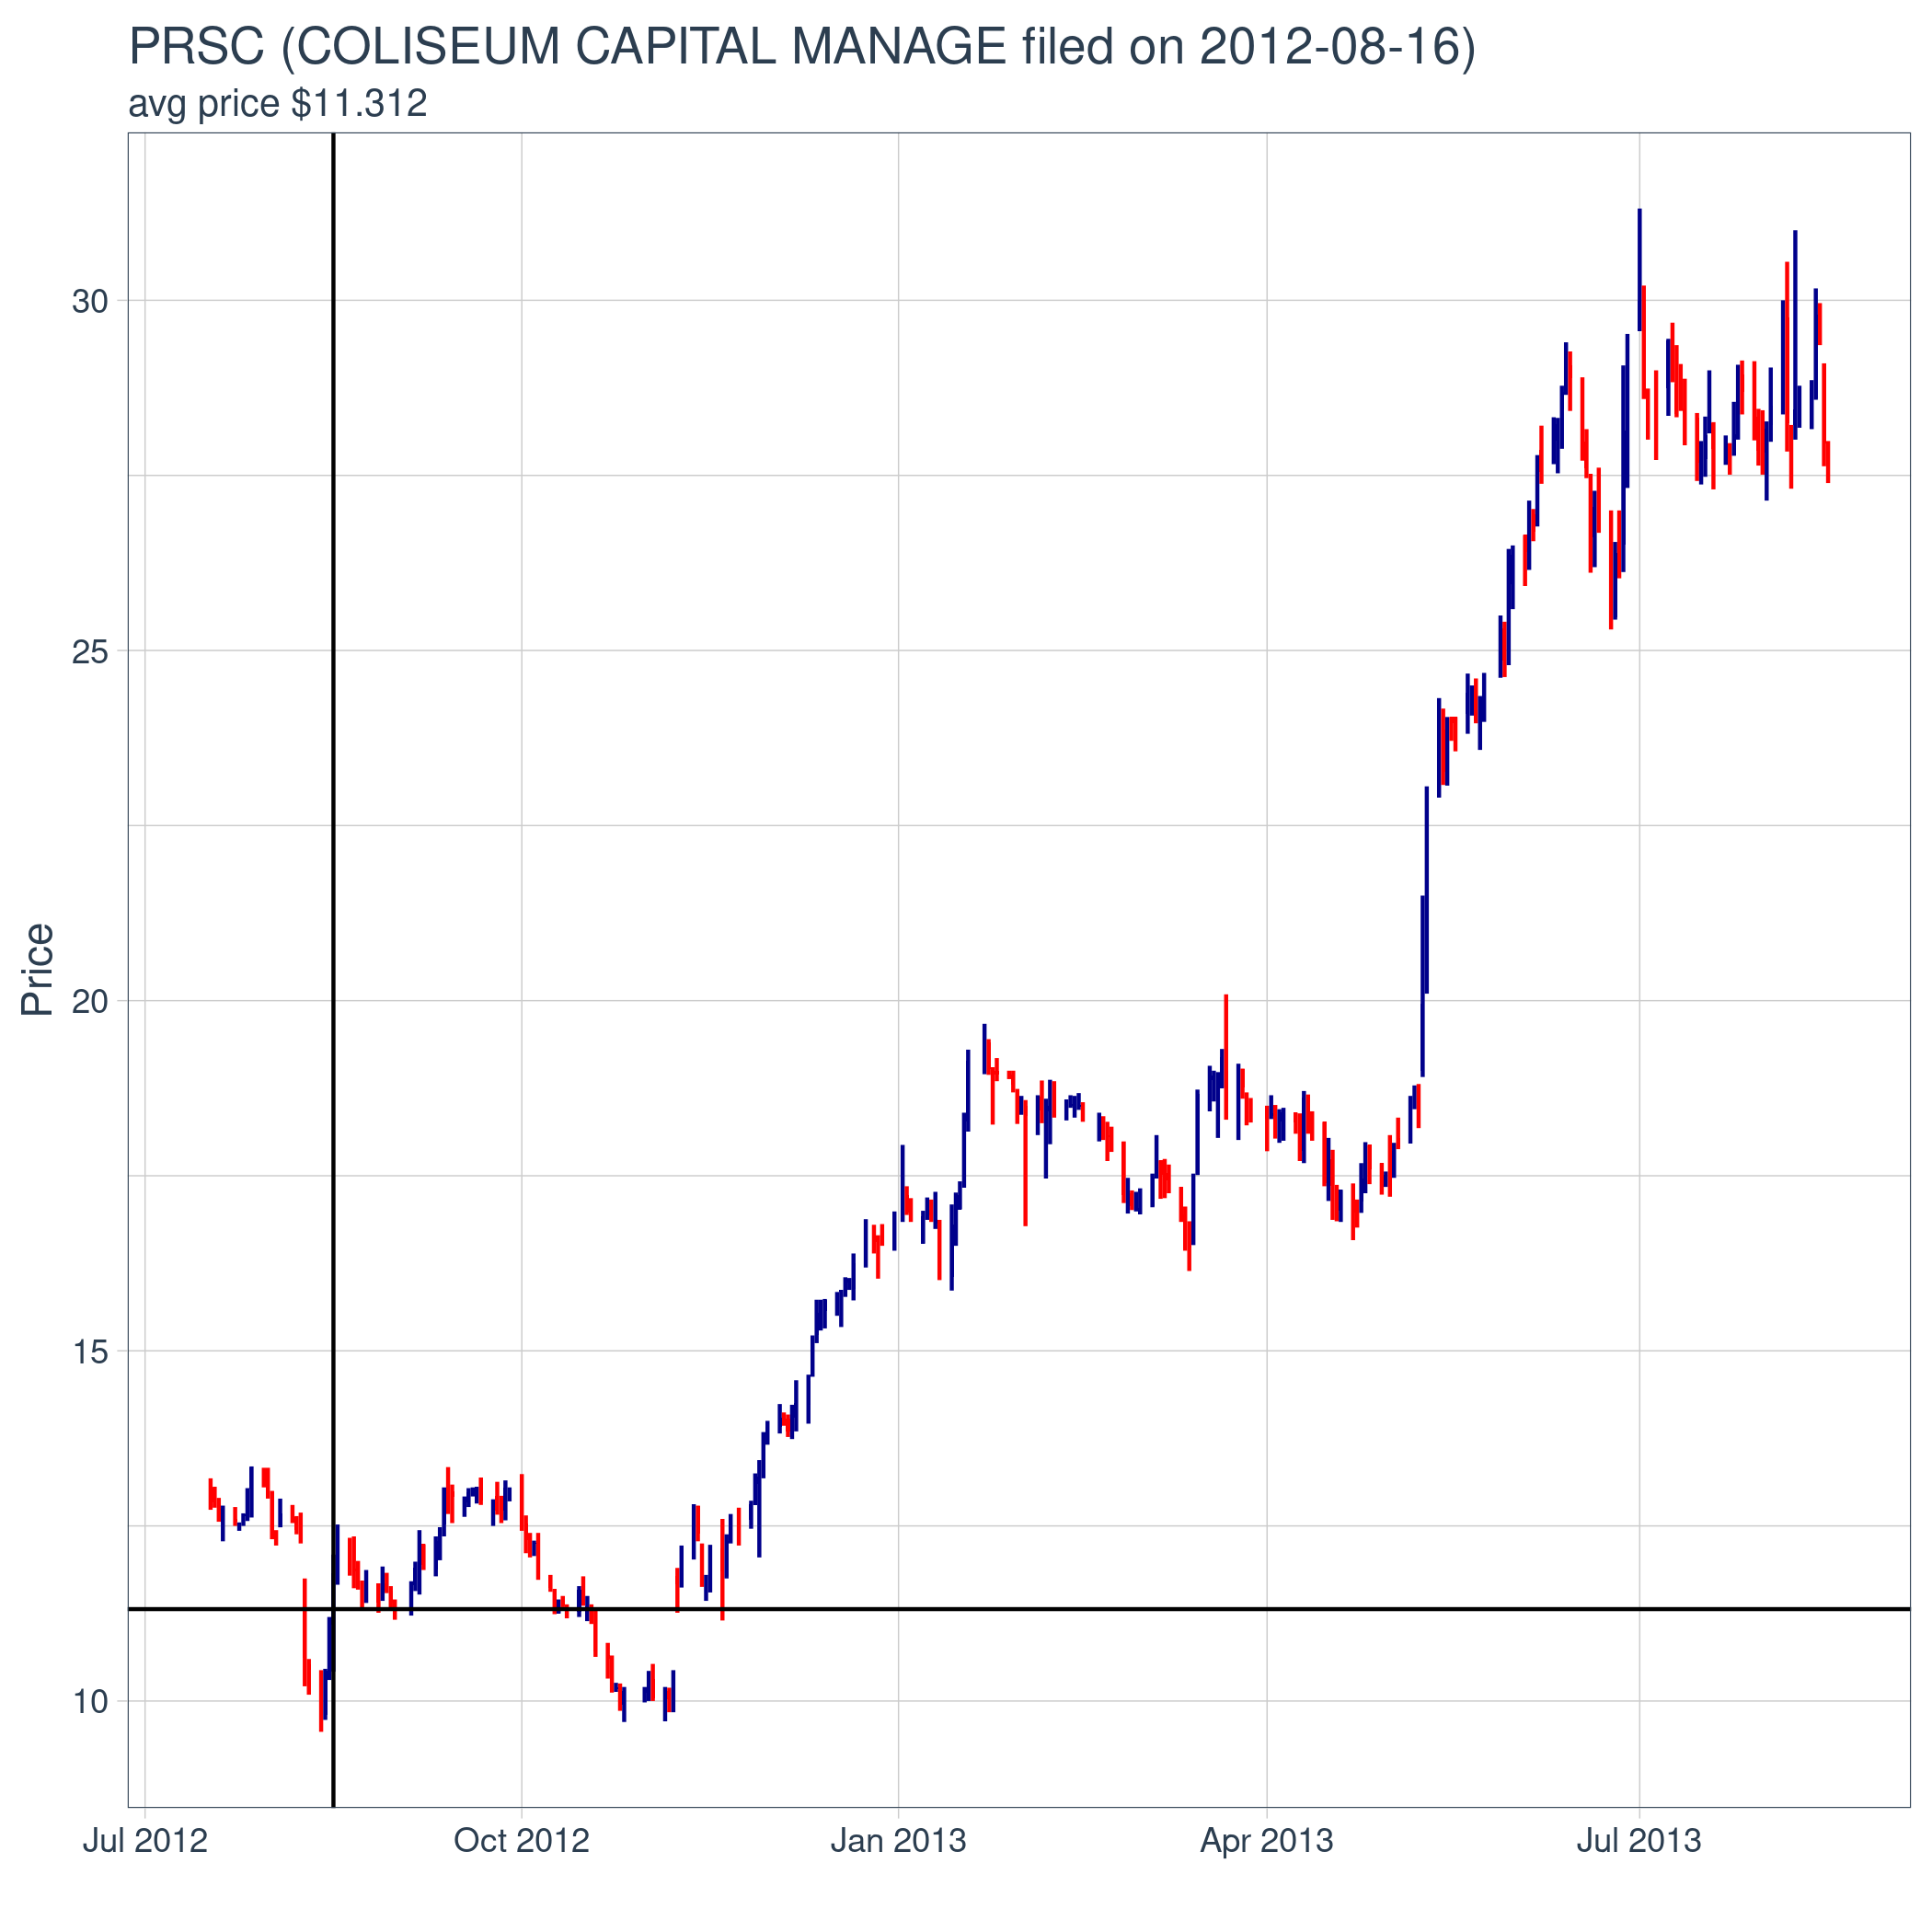 PRSC (COLISEUM CAPITAL MANAGE filed on 2012-08-16)
avg price $11.312
Price
30
25
20
15
10
Jul 2012 Oct 2012 Jan 2013 Apr 2013 Jul 2013